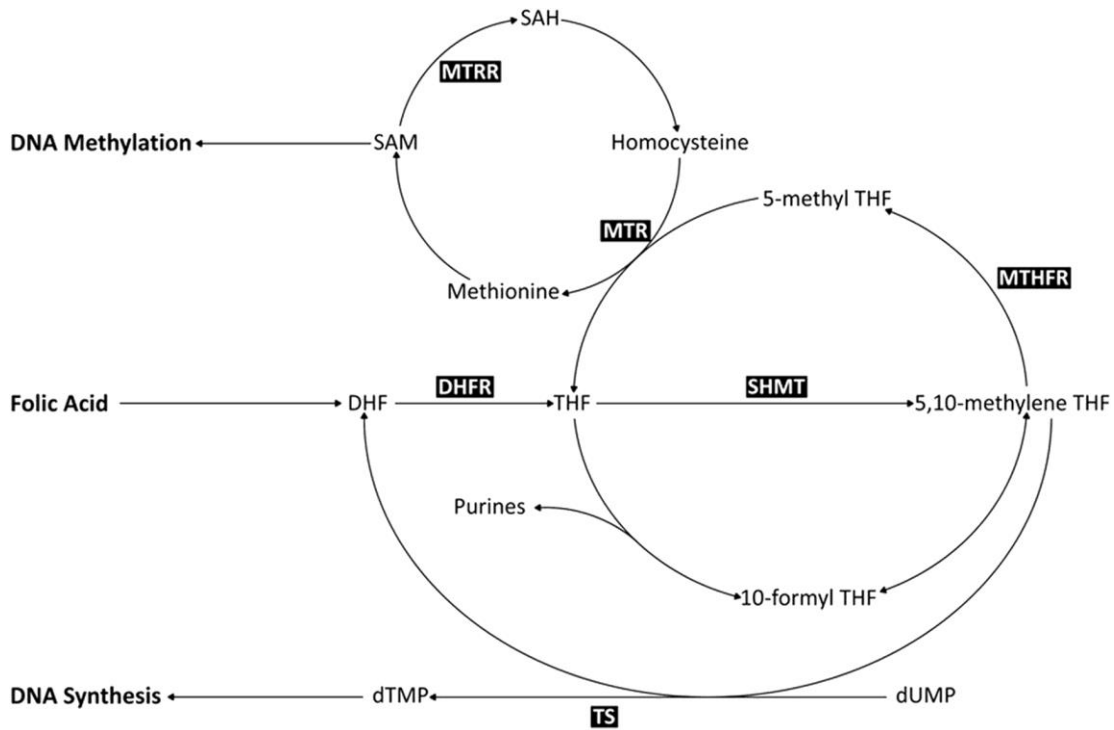 SAH
MTRR
DNA Methylation
SAM
Homocysteine
5-methyl THF
MTR
MTHFR
Methionine
Folic Acid
DHF
DHFR
THF
SHMT
5,10-methylene THF
Purines
10-formyl THF
DNA Synthesis
dTMP
TS
dUMP